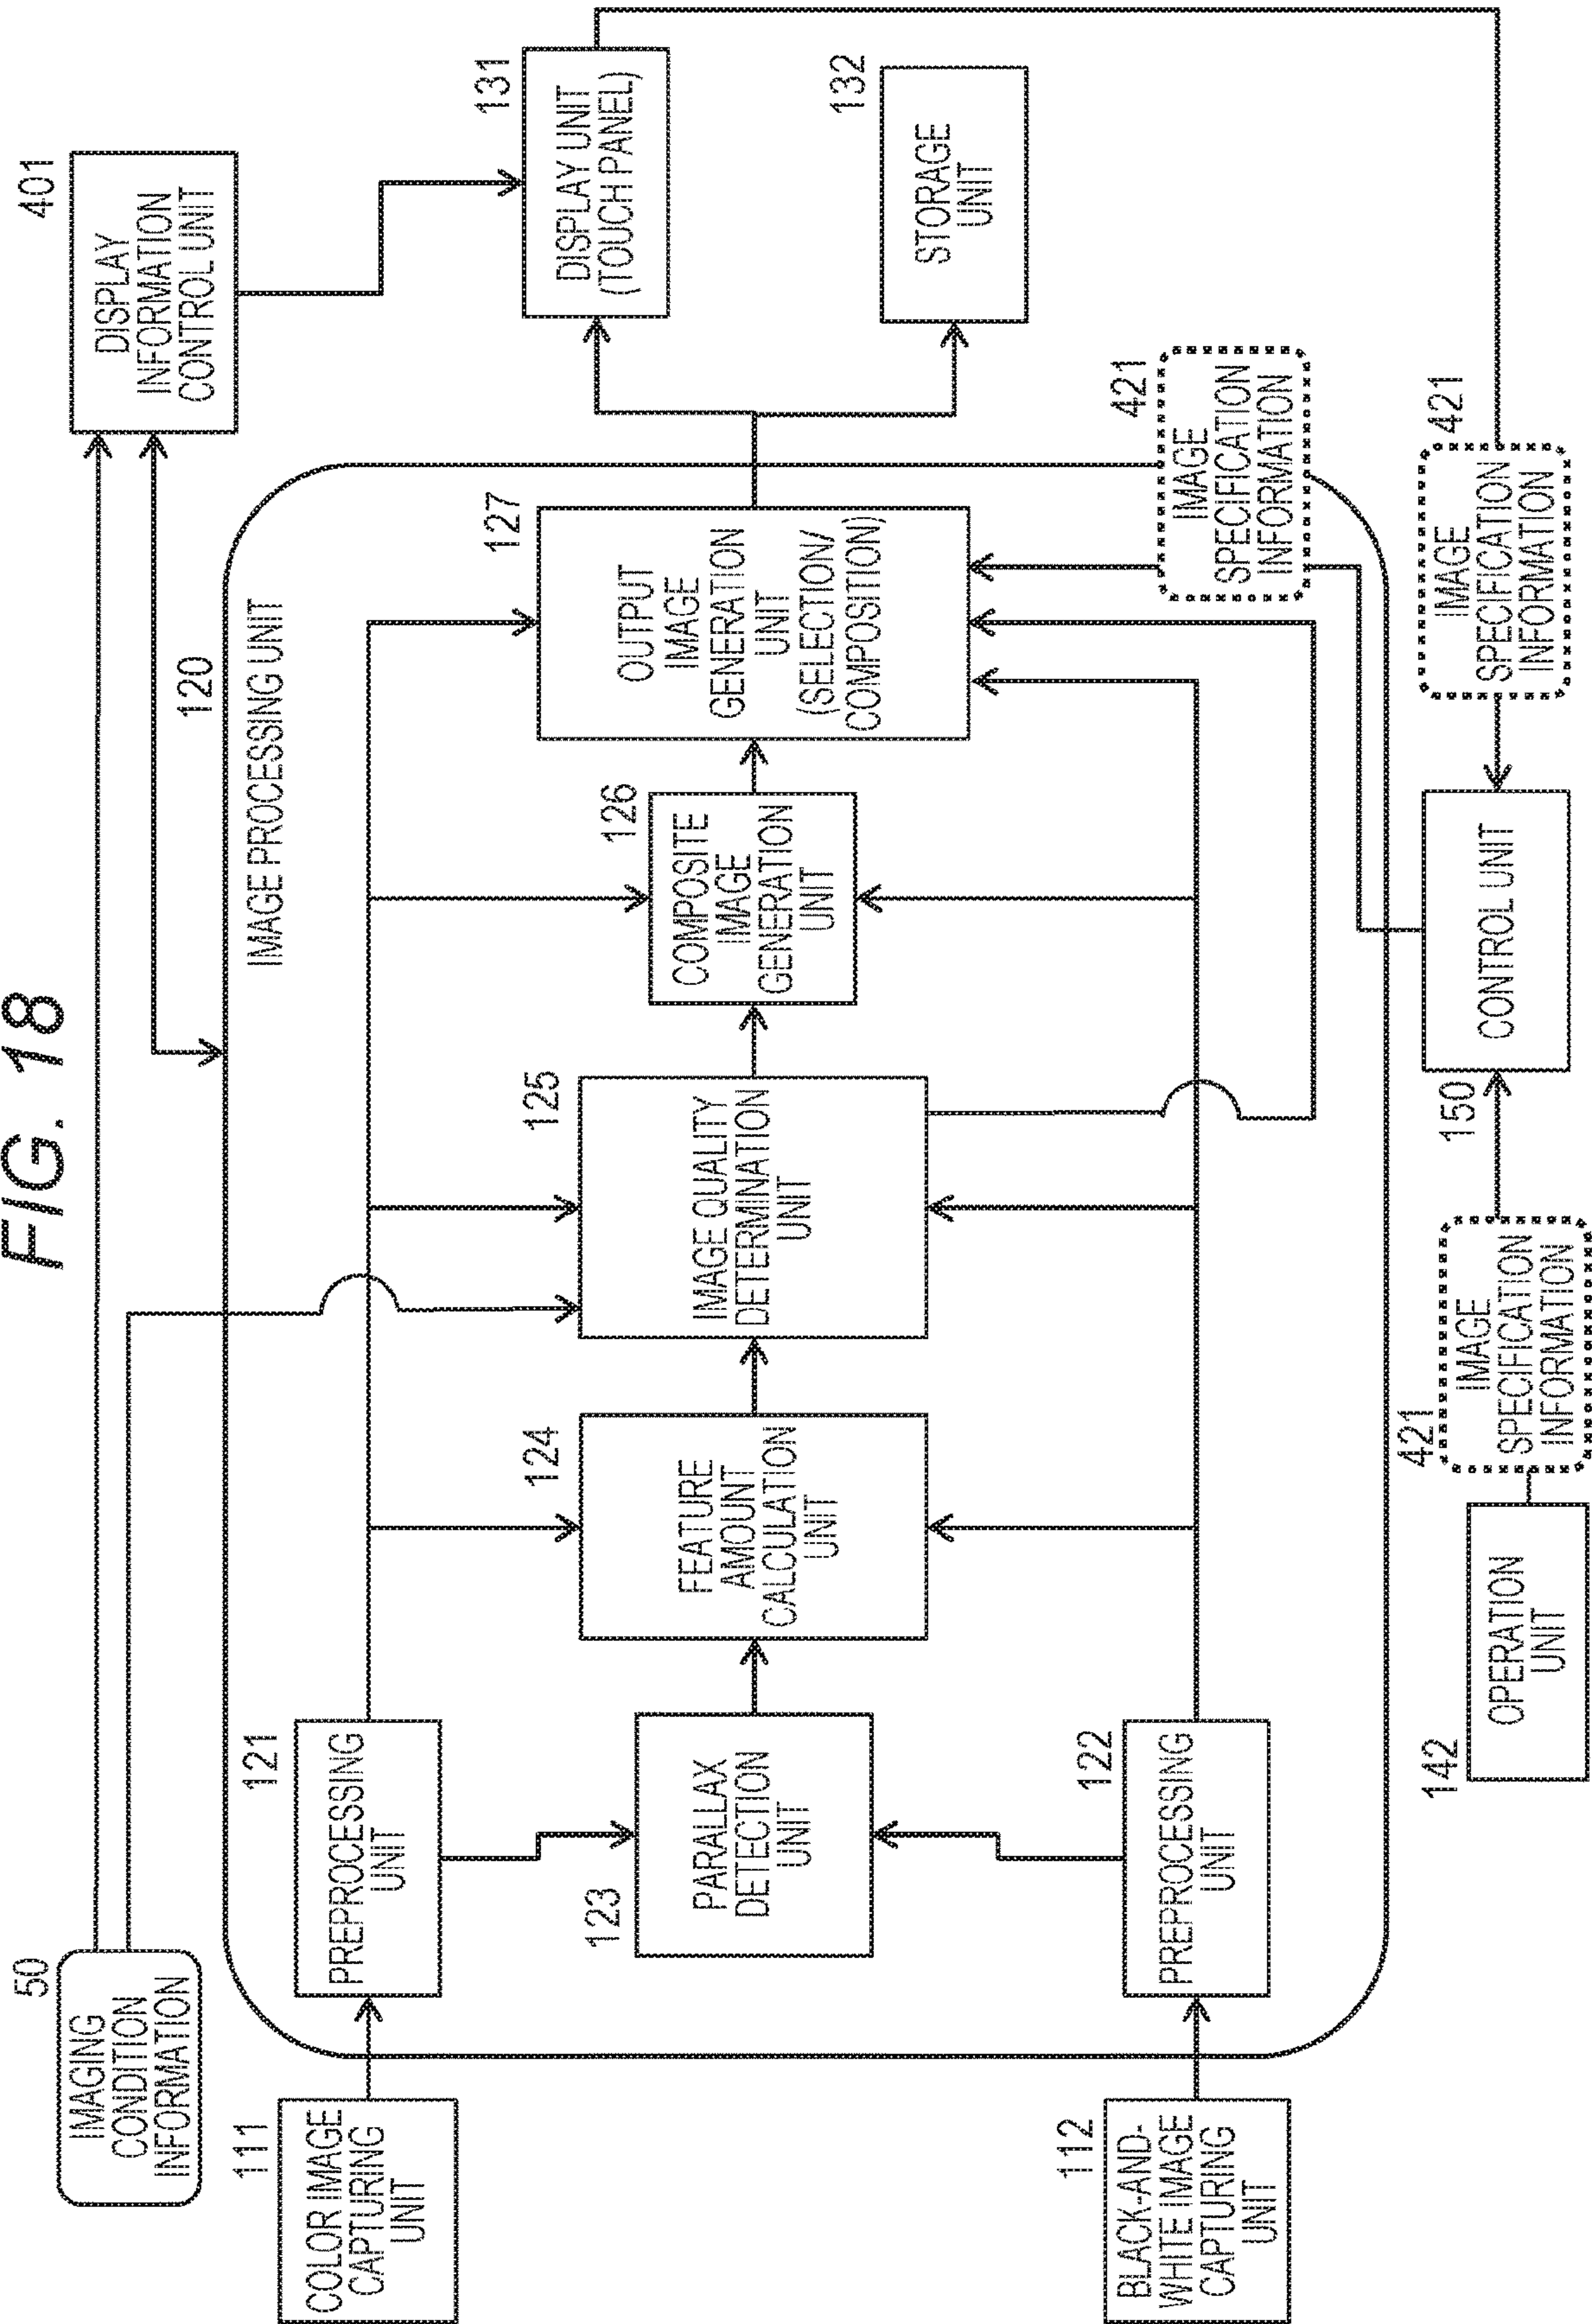 FIG. 18
50
IMAGING
CONDITION
INFORMATION
401
DISPLAY
INFORMATION
CONTROL UNIT
120
IMAGE PROCESSING UNIT
111
COLOR IMAGE
CAPTURING
UNIT
121
PREPROCESSING
UNIT
123
PARALLAX
DETECTION
UNIT
124
FEATURE
AMOUNT
CALCULATION
UNIT
125
IMAGE QUALITY
DETERMINATION
UNIT
126
COMPOSITE
IMAGE
GENERATION
UNIT
127
OUTPUT
IMAGE
GENERATION
UNIT
(SELECTION/
COMPOSITION)
131
DISPLAY UNIT
(TOUCH PANEL)
132
STORAGE
UNIT
112
BLACK-AND-
WHITE IMAGE
CAPTURING
UNIT
122
PREPROCESSING
UNIT
421
IMAGE
SPECIFICATION
INFORMATION
142
OPERATION
UNIT
421
IMAGE
SPECIFICATION
INFORMATION
150
CONTROL UNIT
421
IMAGE
SPECIFICATION
INFORMATION